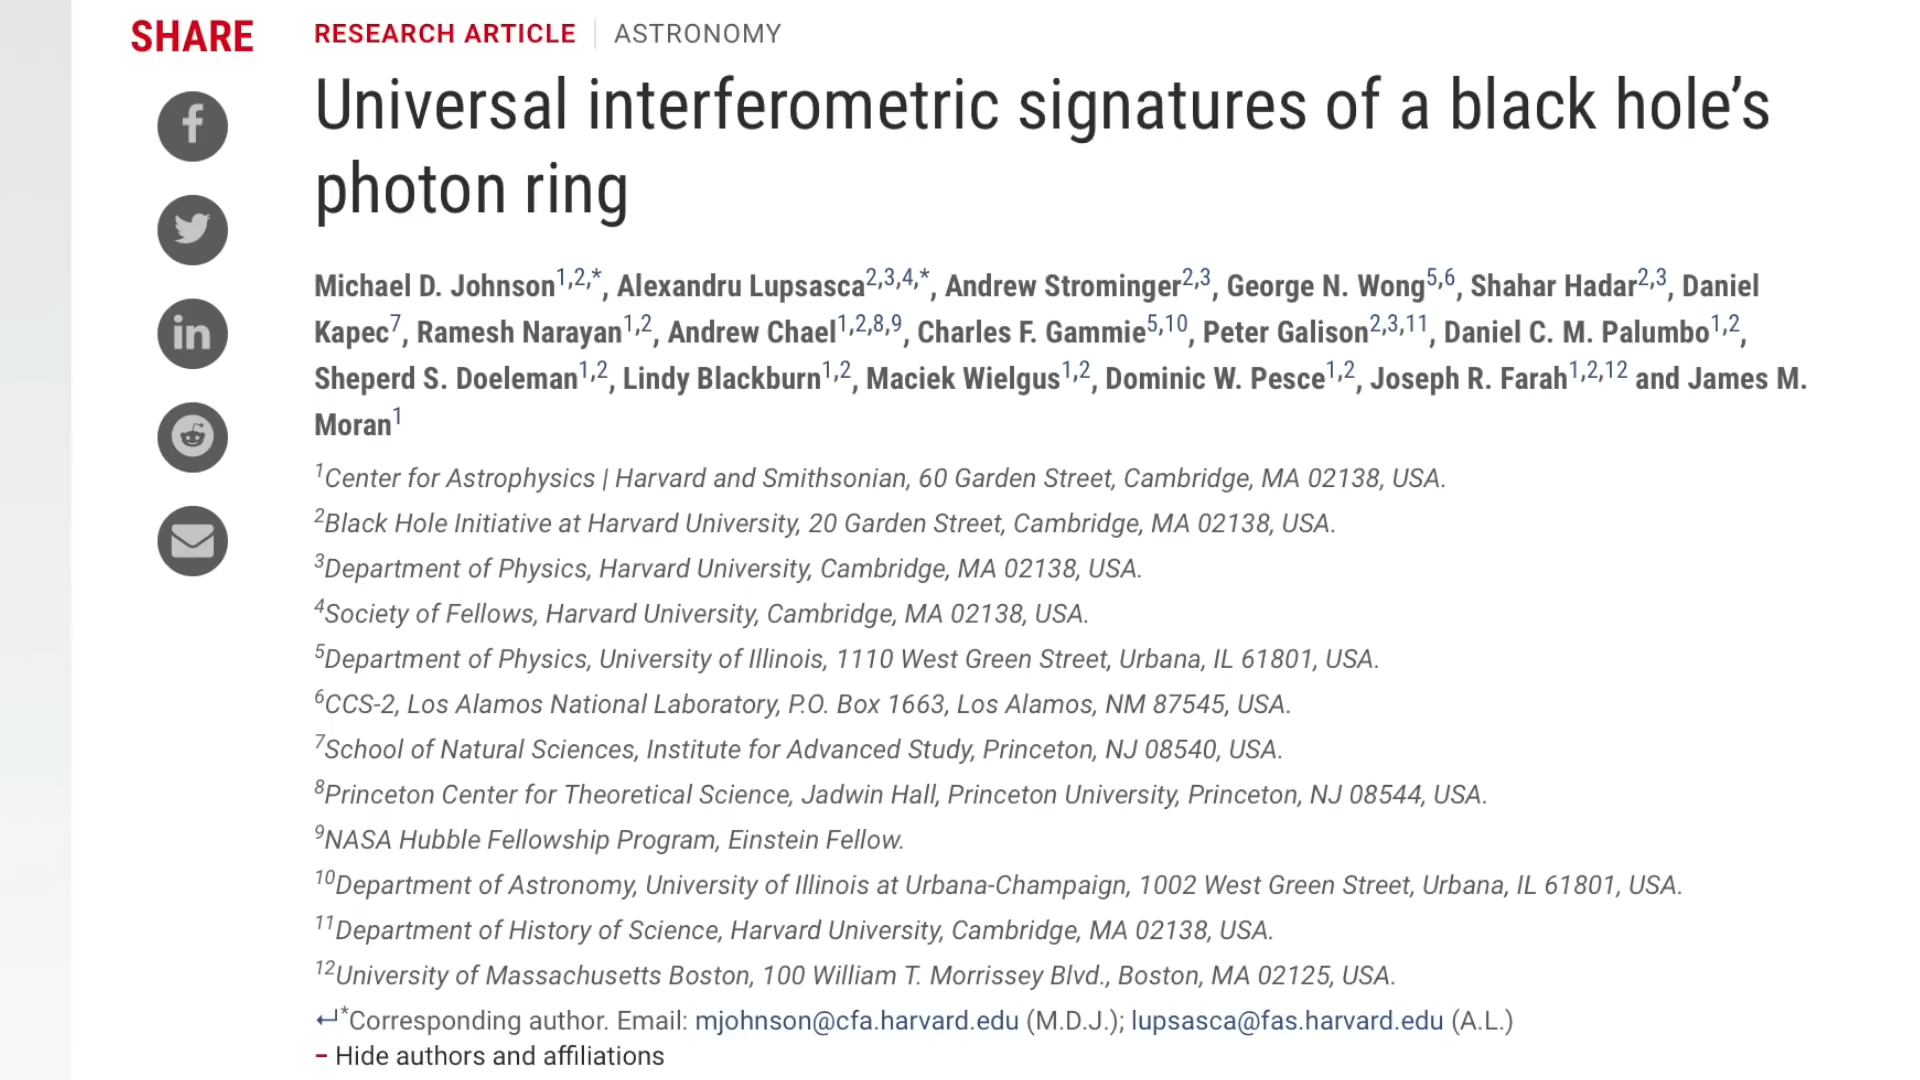 SHARE
RESEARCH ARTICLE | ASTRONOMY
Universal interferometric signatures of a black hole’s
photon ring
Michael D. Johnson1,2,*, Alexandru Lupsasca2,3,4,*, Andrew Strominger2,3, George N. Wong5,6, Shahar Hadar2,3, Daniel
Kapec7, Ramesh Narayan1,2, Andrew Chael1,2,8,9, Charles F. Gammie5,10, Peter Galison2,3,11, Daniel C. M. Palumbo1,2,
Sheperd S. Doeleman1,2, Lindy Blackburn1,2, Maciek Wielgus1,2, Dominic W. Pesce1,2, Joseph R. Farah1,2,12 and James M.
Moran1
1Center for Astrophysics | Harvard and Smithsonian, 60 Garden Street, Cambridge, MA 02138, USA.
2Black Hole Initiative at Harvard University, 20 Garden Street, Cambridge, MA 02138, USA.
3Department of Physics, Harvard University, Cambridge, MA 02138, USA.
4Society of Fellows, Harvard University, Cambridge, MA 02138, USA.
5Department of Physics, University of Illinois, 1110 West Green Street, Urbana, IL 61801, USA.
6CCS-2, Los Alamos National Laboratory, P.O. Box 1663, Los Alamos, NM 87545, USA.
7School of Natural Sciences, Institute for Advanced Study, Princeton, NJ 08540, USA.
8Princeton Center for Theoretical Science, Jadwin Hall, Princeton University, Princeton, NJ 08544, USA.
9NASA Hubble Fellowship Program, Einstein Fellow.
10Department of Astronomy, University of Illinois at Urbana-Champaign, 1002 West Green Street, Urbana, IL 61801, USA.
11Department of History of Science, Harvard University, Cambridge, MA 02138, USA.
12University of Massachusetts Boston, 100 William T. Morrissey Blvd., Boston, MA 02125, USA.
↵*Corresponding author. Email: mjohnson@cfa.harvard.edu (M.D.J.); lupsasca@fas.harvard.edu (A.L.)
– Hide authors and affiliations